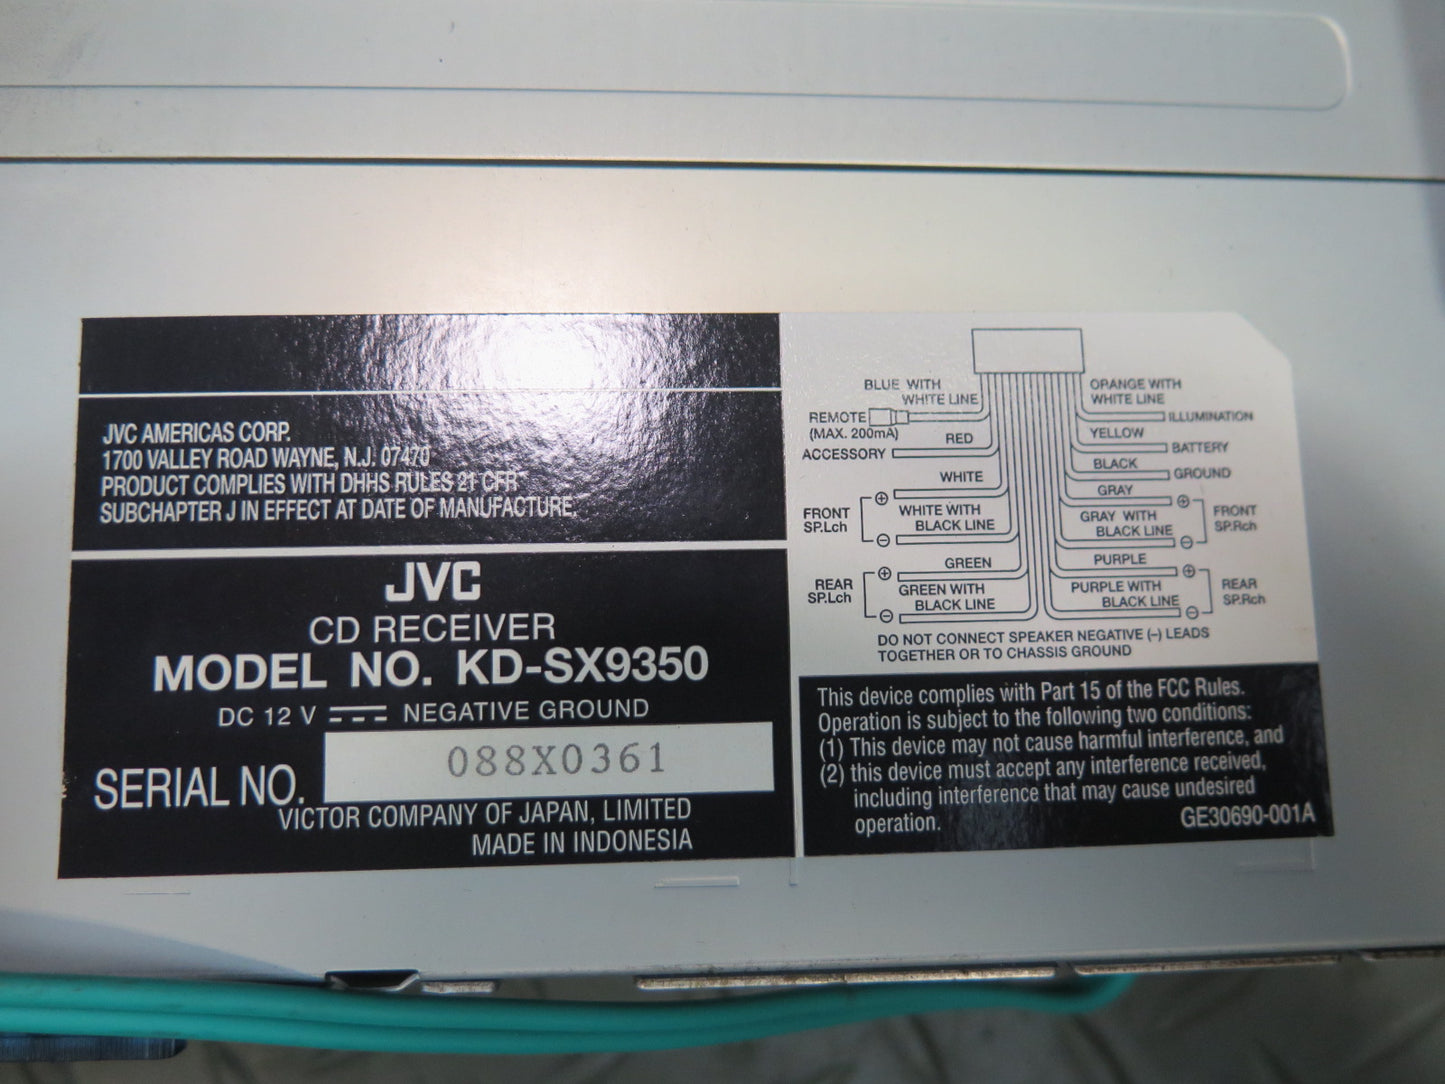 JVC AMERICAS CORP.
1700 VALLEY ROAD WAYNE, N.J. 07470
PRODUCT COMPLIES WITH DHHS RULES 21 CFR
SUBCHAPTER J IN EFFECT AT DATE OF MANUFACTURE.
JVC
CD RECEIVER
MODEL NO. KD-SX9350
DC 12 V NEGATIVE GROUND
SERIAL NO. 088X0361
VICTOR COMPANY OF JAPAN, LIMITED
MADE IN INDONESIA
BLUE WITH
WHITE LINE
REMOTE
(MAX. 200mA)
RED
ACCESSORY
WHITE
FRONT
SP.Lch
⊕
WHITE WITH
BLACK LINE
⊖
GREEN
REAR
SP.Lch
⊕
GREEN WITH
BLACK LINE
⊖
ORANGE WITH
WHITE LINE
ILLUMINATION
YELLOW
BATTERY
BLACK
GROUND
GRAY
⊕
FRONT
SP.Rch
GRAY WITH
BLACK LINE
⊖
PURPLE
⊕
REAR
SP.Rch
PURPLE WITH
BLACK LINE
⊖
DO NOT CONNECT SPEAKER NEGATIVE (–) LEADS
TOGETHER OR TO CHASSIS GROUND
This device complies with Part 15 of the FCC Rules.
Operation is subject to the following two conditions:
(1) This device may not cause harmful interference, and
(2) this device must accept any interference received,
including interference that may cause undesired
operation.
GE30690-001A